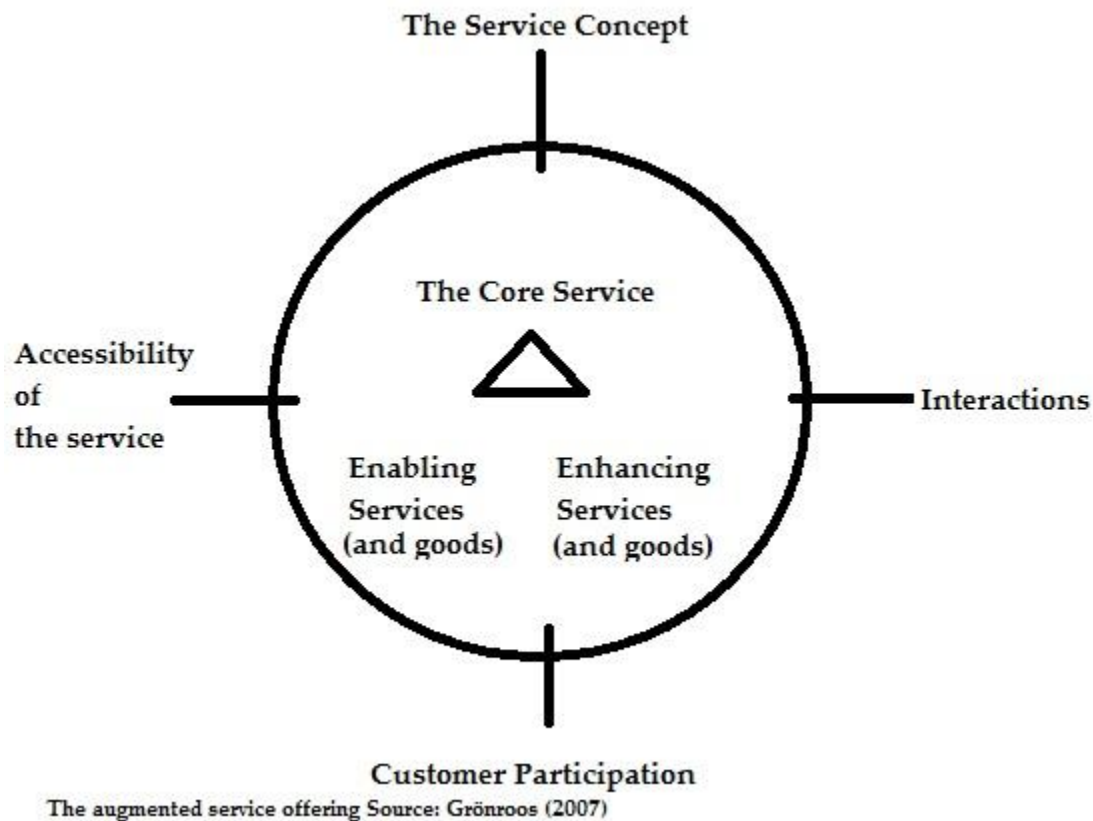 The Service Concept
The Core Service
Accessibility
of
the service
Interactions
Enabling
Services
(and goods)
Enhancing
Services
(and goods)
Customer Participation
The augmented service offering Source: Grönroos (2007)